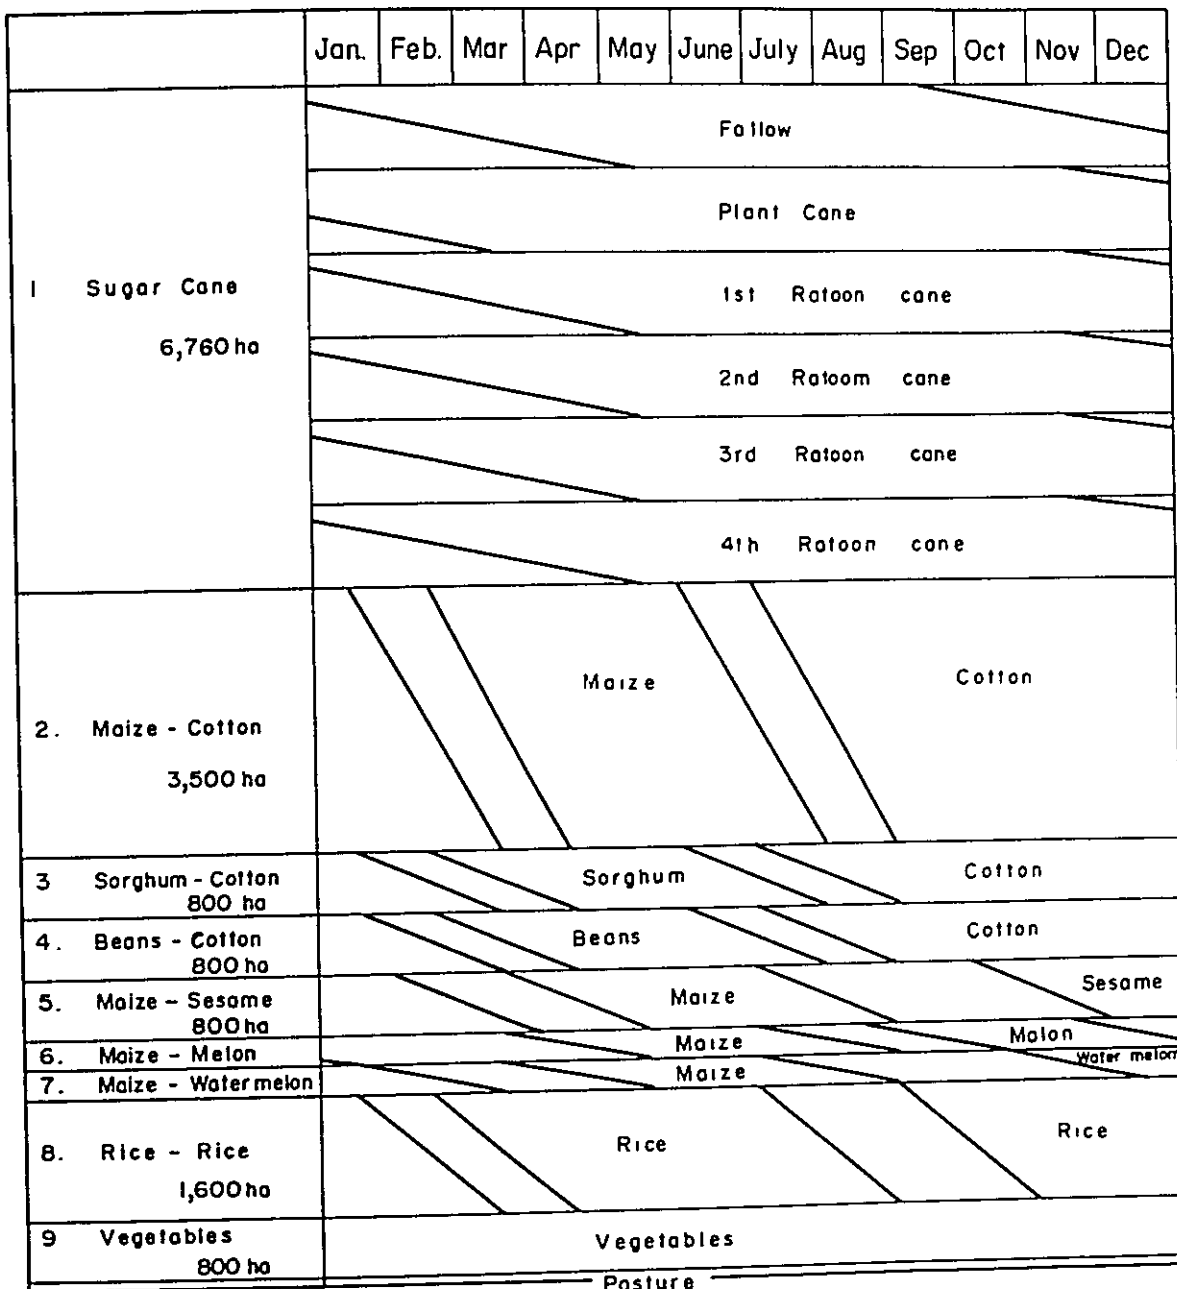 Jan. Feb. Mar Apr May June July Aug Sep Oct Nov Dec
Fallow
Plant Cane
1 Sugar Cane
6,760 ha
1st Ratoon cane
2nd Ratoom cane
3rd Ratoon cane
4th Ratoon cane
2. Maize - Cotton
3,500 ha
Maize
Cotton
3 Sorghum - Cotton
800 ha
Sorghum
Cotton
4. Beans - Cotton
800 ha
Beans
Cotton
5. Maize - Sesame
800 ha
Maize
Sesame
6. Maize - Melon
Maize
Malon
7. Maize - Watermelon
Maize
Water melon
8. Rice - Rice
1,600 ha
Rice
Rice
9 Vegetables
800 ha
Vegetables
Pasture